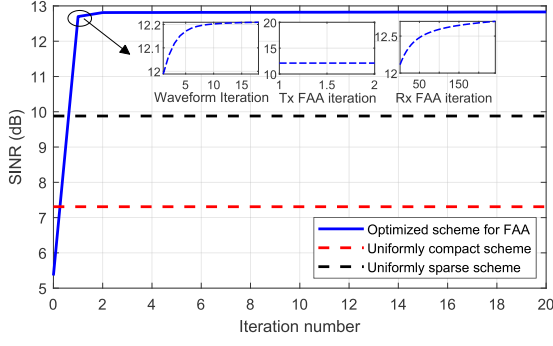 13
12
11
10
9
8
7
6
5
SINR (dB)
12.2
12.1
12
5 10 15
Waveform Iteration
20
15
10
1 1.5 2
Tx FAA iteration
12.5
12
50 150
Rx FAA iteration
Optimized scheme for FAA
Uniformly compact scheme
Uniformly sparse scheme
0 2 4 6 8 10 12 14 16 18 20
Iteration number